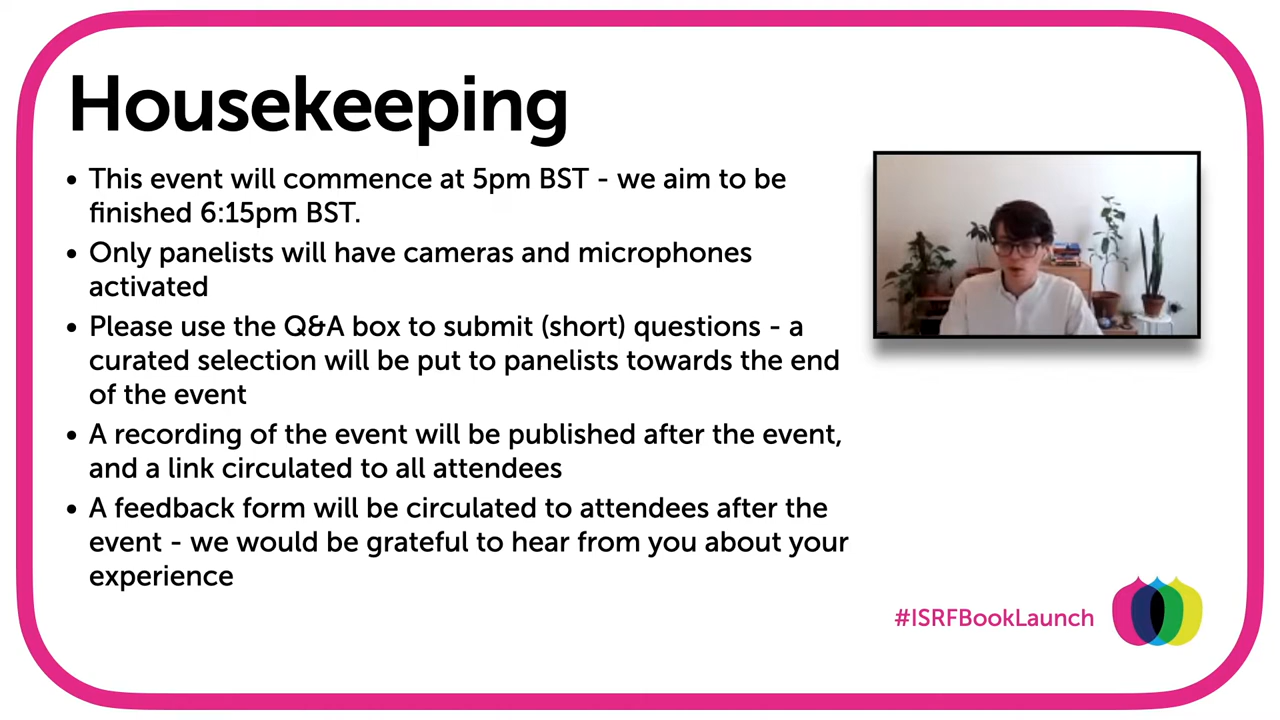 Housekeeping
• This event will commence at 5pm BST - we aim to be
finished 6:15pm BST.
• Only panelists will have cameras and microphones
activated
• Please use the Q&A box to submit (short) questions - a
curated selection will be put to panelists towards the end
of the event
• A recording of the event will be published after the event,
and a link circulated to all attendees
• A feedback form will be circulated to attendees after the
event - we would be grateful to hear from you about your
experience
#ISRFBookLaunch